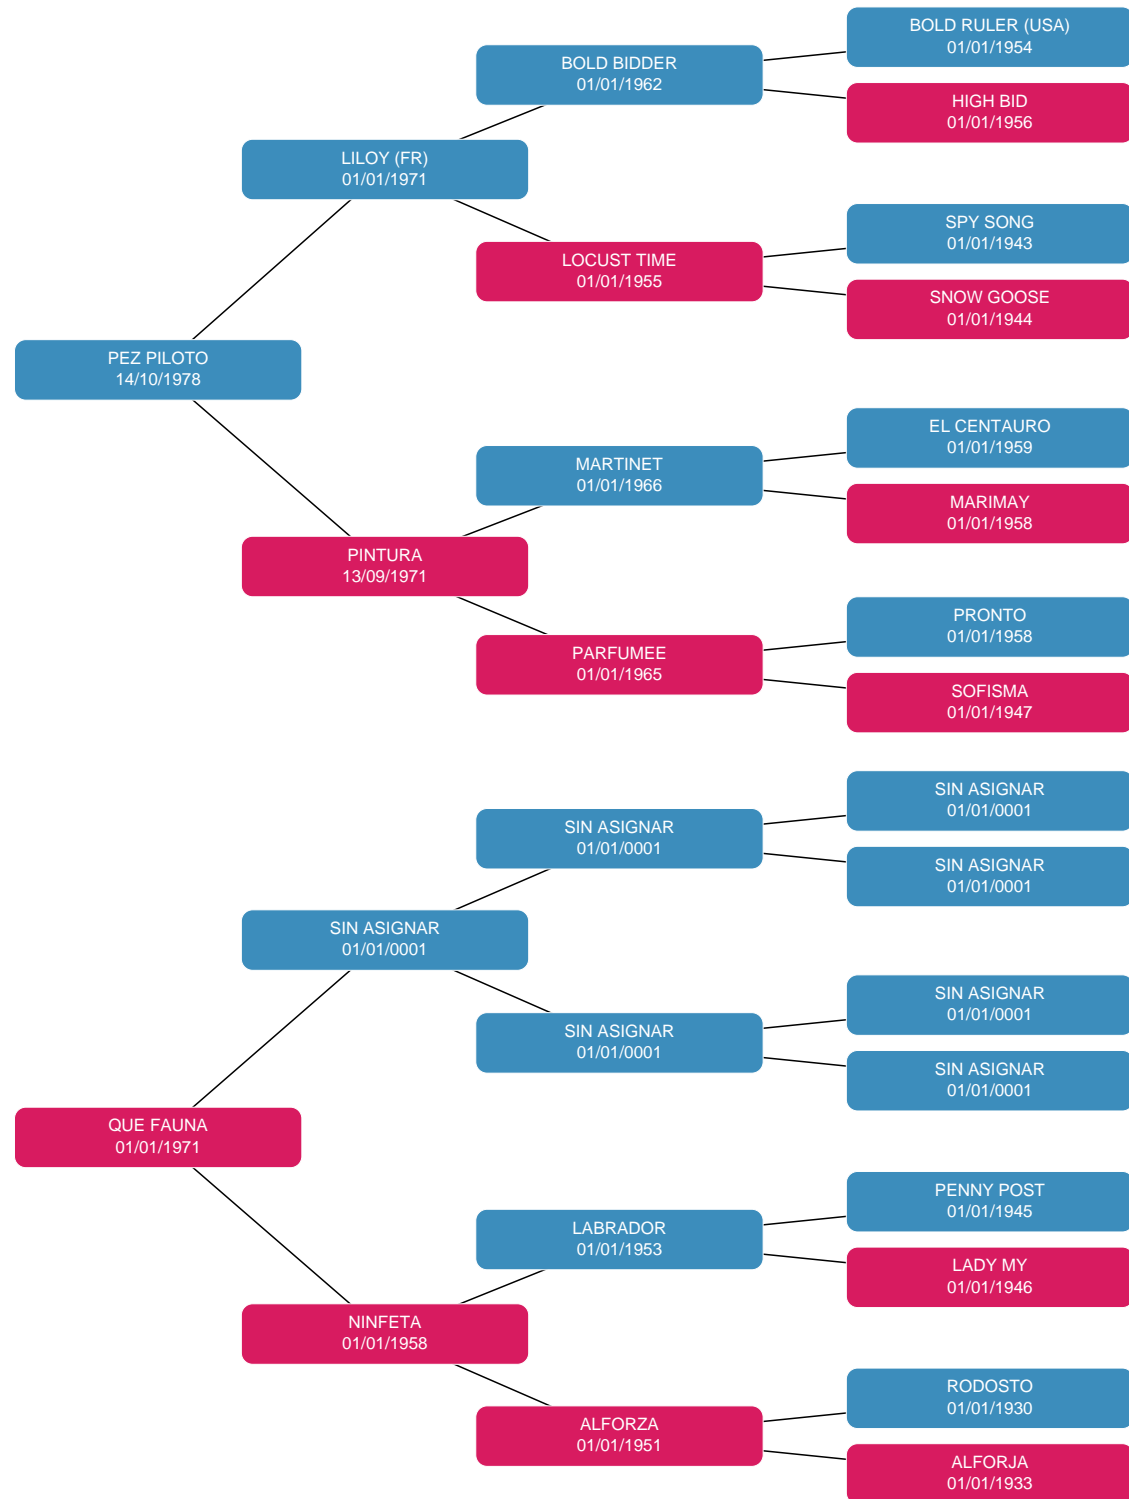 BOLD RULER (USA)
01/01/1954
BOLD BIDDER
01/01/1962
HIGH BID
01/01/1956
LILOY (FR)
01/01/1971
SPY SONG
01/01/1943
LOCUST TIME
01/01/1955
SNOW GOOSE
01/01/1944
PEZ PILOTO
14/10/1978
EL CENTAURO
01/01/1959
MARTINET
01/01/1966
MARIMAY
01/01/1958
PINTURA
13/09/1971
PRONTO
01/01/1958
PARFUMEE
01/01/1965
SOFISMA
01/01/1947
SIN ASIGNAR
01/01/0001
SIN ASIGNAR
01/01/0001
SIN ASIGNAR
01/01/0001
SIN ASIGNAR
01/01/0001
SIN ASIGNAR
01/01/0001
SIN ASIGNAR
01/01/0001
SIN ASIGNAR
01/01/0001
QUE FAUNA
01/01/1971
PENNY POST
01/01/1945
LABRADOR
01/01/1953
LADY MY
01/01/1946
NINFETA
01/01/1958
RODOSTO
01/01/1930
ALFORZA
01/01/1951
ALFORJA
01/01/1933